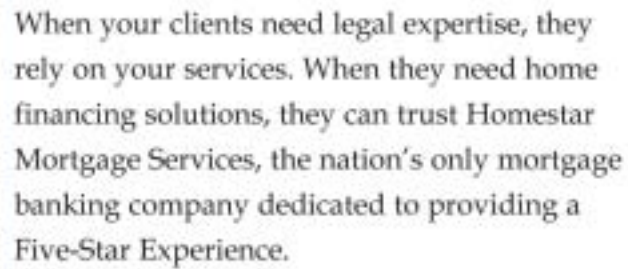 When your clients need legal expertise, they
rely on your services. When they need home
financing solutions, they can trust Homestar
Mortgage Services, the nation's only mortgage
banking company dedicated to providing a
Five-Star Experience.